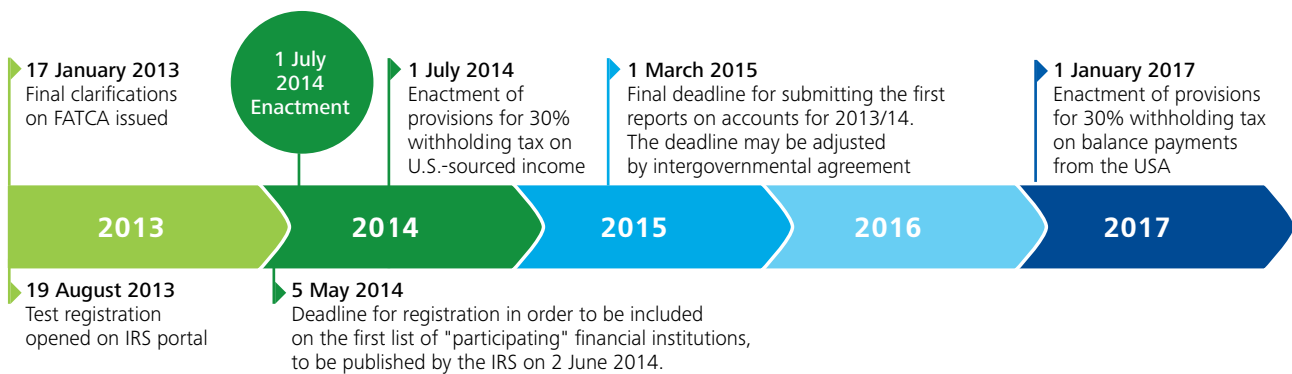 17 January 2013
Final clarifications
on FATCA issued
1 July
2014
Enactment
1 July 2014
Enactment of
provisions for 30%
withholding tax on
U.S.-sourced income
1 March 2015
Final deadline for submitting the first
reports on accounts for 2013/14.
The deadline may be adjusted
by intergovernmental agreement
1 January 2017
Enactment of provisions
for 30% withholding tax
on balance payments
from the USA
2013
2014
2015
2016
2017
19 August 2013
Test registration
opened on IRS portal
5 May 2014
Deadline for registration in order to be included
on the first list of "participating" financial institutions,
to be published by the IRS on 2 June 2014.